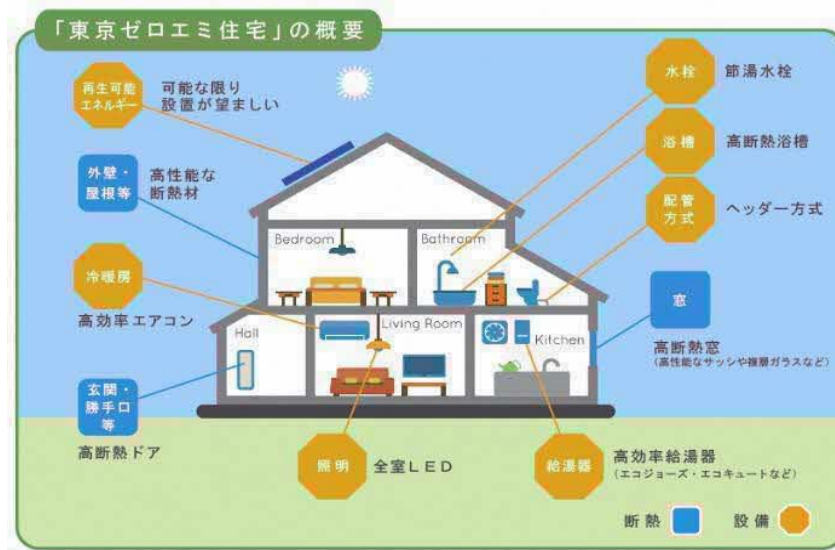 「東京ゼロエミ住宅」の概要
再生可能
エネルギー
可能な限り
設置が望ましい
外壁・
屋根等
高性能な
断熱材
冷暖房
高効率エアコン
玄関・
勝手口
等
高断熱ドア
水栓
節湯水栓
浴槽
高断熱浴槽
配管
方式
ヘッダー方式
窓
高断熱窓
(高性能なサッシや複層ガラスなど)
Bedroom
Bathroom
Hall
Living Room
Kitchen
照明
全室LED
給湯器
高効率給湯器
(エコジョーズ・エコキュートなど)
断熱
設備